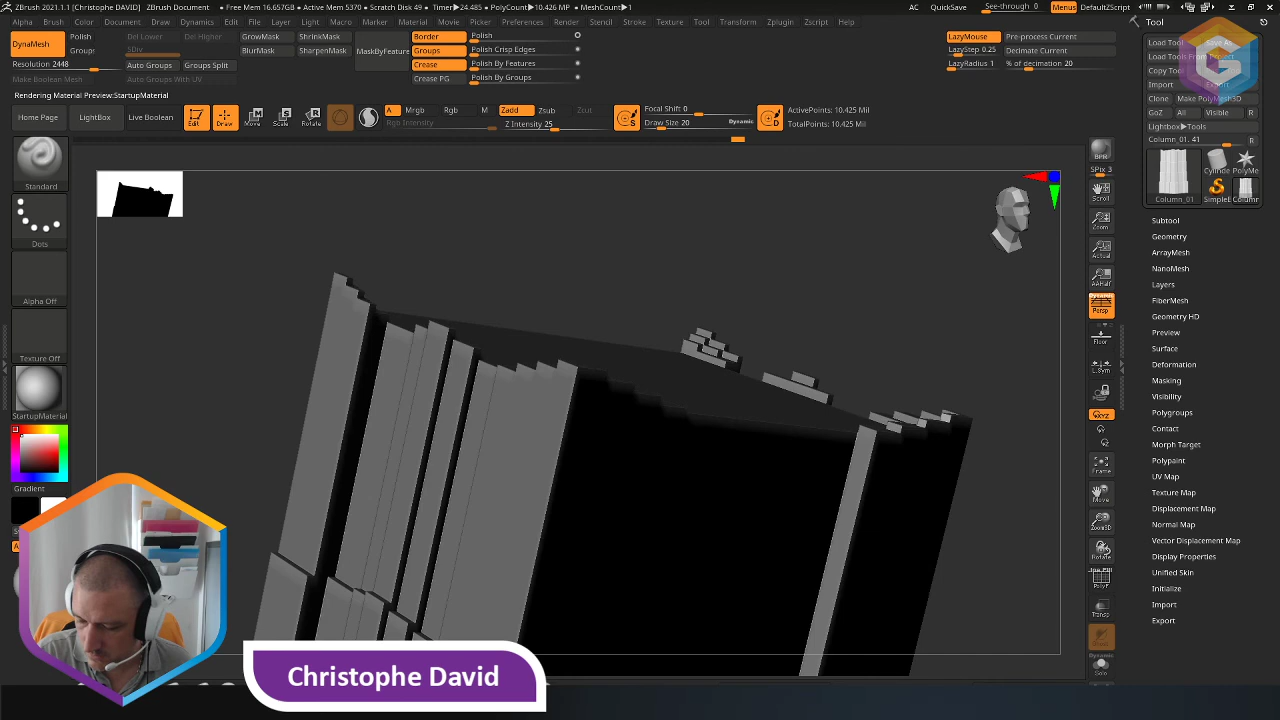 ZBrush 2021.1.1 [Christophe DAVID]   ZBrush Document   • Free Mem 16.657GB • Active Mem 5370 • Scratch Disk 49 • Timer▶24.485 • PolyCount▶10.426 MP • MeshCount▶1
AC QuickSave See-through 0 Menus DefaultZScript
Alpha Brush Color Document Draw Dynamics Edit File Layer Light Macro Marker Material Movie Picker Preferences Render Stencil Stroke Texture Tool Transform Zplugin Zscript Help
Tool
DynaMesh
Polish
Groups
Resolution 2448
Make Boolean Mesh
Del Lower Del Higher
SDiv
Auto Groups Groups Split
Auto Groups With UV
GrowMask ShrinkMask
BlurMask SharpenMask
MaskByFeature
Border
Groups
Crease
Crease PG
Polish
Polish Crisp Edges
Polish By Features
Polish By Groups
LazyMouse Pre-process Current
LazyStep 0.25 Decimate Current
LazyRadius 1 % of decimation 20
Rendering Material Preview:StartupMaterial
Home Page LightBox Live Boolean
Edit Draw Move Scale Rotate
A Mrgb Rgb M
Rgb Intensity
Zadd Zsub Zcut
Z Intensity 25
S
Focal Shift 0
Draw Size 20 Dynamic
D
ActivePoints: 10.425 Mil
TotalPoints: 10.425 Mil
Standard
Dots
Alpha Off
Texture Off
StartupMaterial
Gradient
BPR
SPix 3
Scroll
Zoom
Actual
AAHalf
Persp
Floor
L.Sym
XYZ
Frame
Move
Zoom3D
Rotate
PolyF
Transp
Dynamic
Solo
Load Tool Save As
Load Tools From Project
Copy Tool
Import Export
Clone Make PolyMesh3D
GoZ All Visible R
Lightbox▶Tools
Column_01. 41 R
Cylinde PolyMe
Column_01 SimpleE Column
Subtool
Geometry
ArrayMesh
NanoMesh
Layers
FiberMesh
Geometry HD
Preview
Surface
Deformation
Masking
Visibility
Polygroups
Contact
Morph Target
Polypaint
UV Map
Texture Map
Displacement Map
Normal Map
Vector Displacement Map
Display Properties
Unified Skin
Initialize
Import
Export
Christophe David